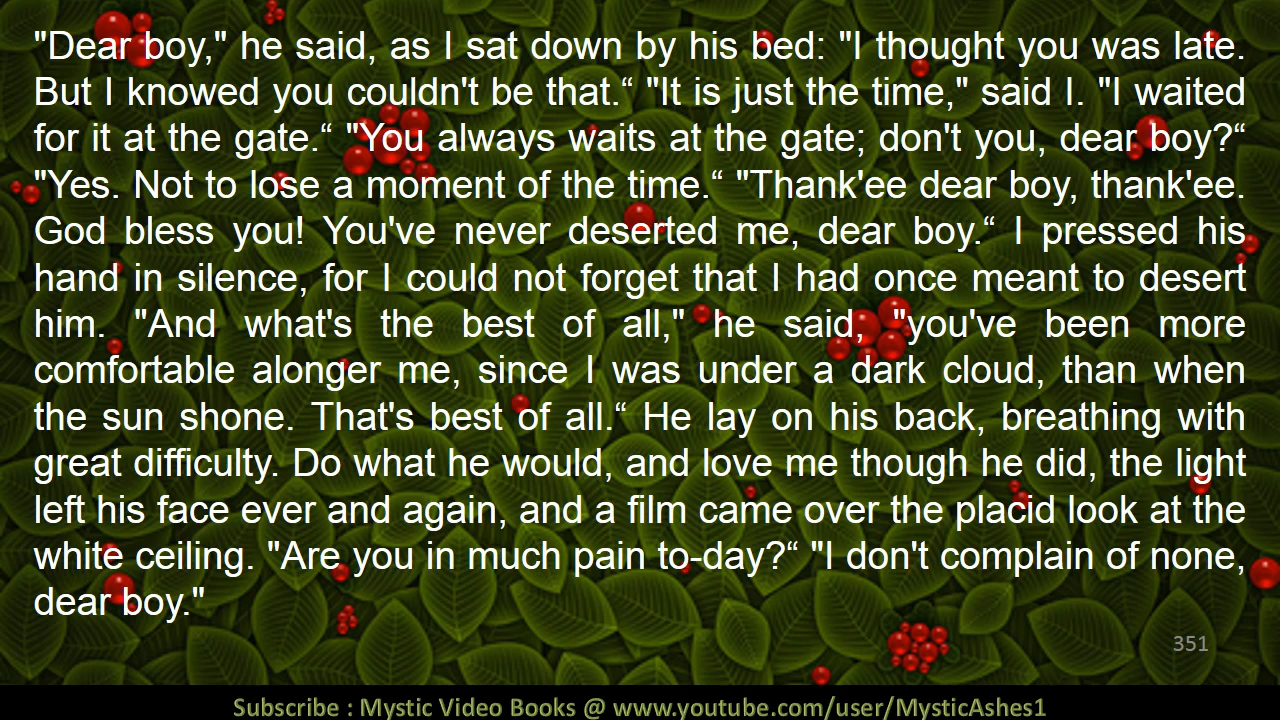 "Dear boy," he said, as I sat down by his bed: "I thought you was late.
But I knowed you couldn't be that.“ "It is just the time," said I. "I waited
for it at the gate.“ "You always waits at the gate; don't you, dear boy?“
"Yes. Not to lose a moment of the time.“ "Thank'ee dear boy, thank'ee.
God bless you! You've never deserted me, dear boy.“ I pressed his
hand in silence, for I could not forget that I had once meant to desert
him. "And what's the best of all," he said, "you've been more
comfortable alonger me, since I was under a dark cloud, than when
the sun shone. That's best of all.“ He lay on his back, breathing with
great difficulty. Do what he would, and love me though he did, the light
left his face ever and again, and a film came over the placid look at the
white ceiling. "Are you in much pain to-day?“ "I don't complain of none,
dear boy."
351
Subscribe : Mystic Video Books @ www.youtube.com/user/MysticAshes1